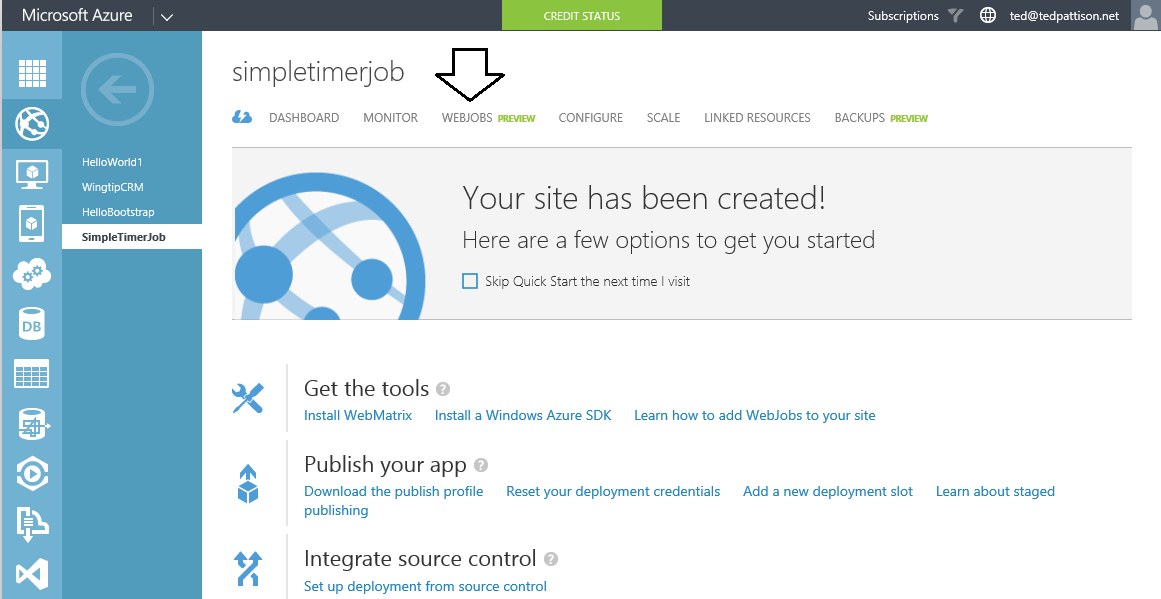 Microsoft Azure
CREDIT STATUS
Subscriptions
ted@tedpattison.net
HelloWorld1
WingtipCRM
HelloBootstrap
SimpleTimerJob
DB
simpletimerjob
DASHBOARD MONITOR WEBJOBS PREVIEW CONFIGURE SCALE LINKED RESOURCES BACKUPS PREVIEW
Your site has been created!
Here are a few options to get you started
Skip Quick Start the next time I visit
Get the tools ?
Install WebMatrix Install a Windows Azure SDK Learn how to add WebJobs to your site
Publish your app ?
Download the publish profile Reset your deployment credentials Add a new deployment slot Learn about staged
publishing
Integrate source control ?
Set up deployment from source control